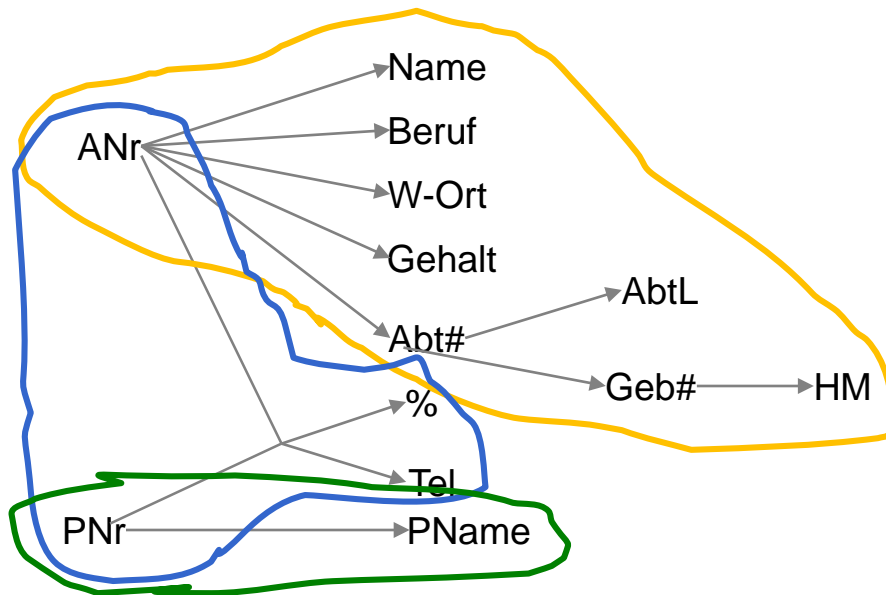 Name
ANr
Beruf
W-Ort
Gehalt
AbtL
Abt#
Geb#
HM
%
Tel
PNr
PName